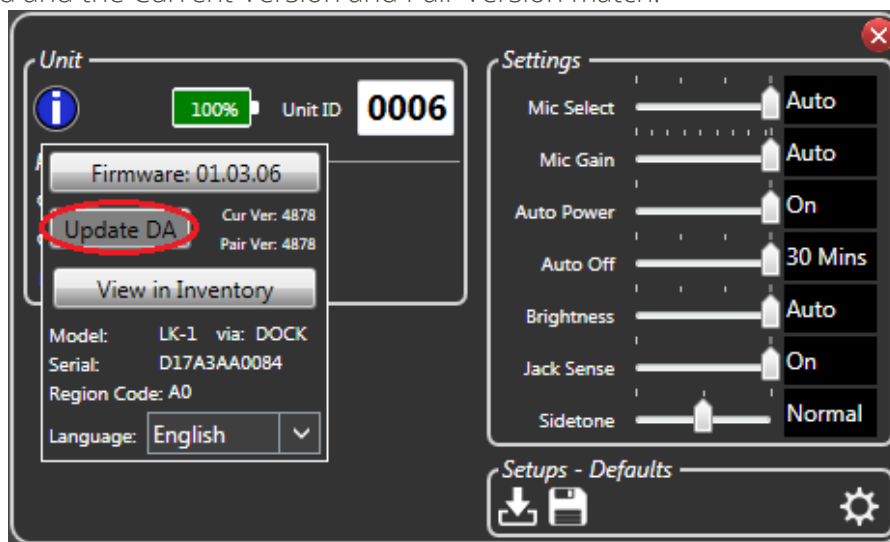 and the Current Version and Pair Version match.
Unit
100%
Unit ID
0006
Firmware: 01.03.06
Update DA
Cur Ver: 4878
Pair Ver: 4878
View in Inventory
Model: LK-1 via: DOCK
Serial: D17A3AA0084
Region Code: A0
Language: English
Settings
Mic Select Auto
Mic Gain Auto
Auto Power On
Auto Off 30 Mins
Brightness Auto
Jack Sense On
Sidetone Normal
Setups - Defaults